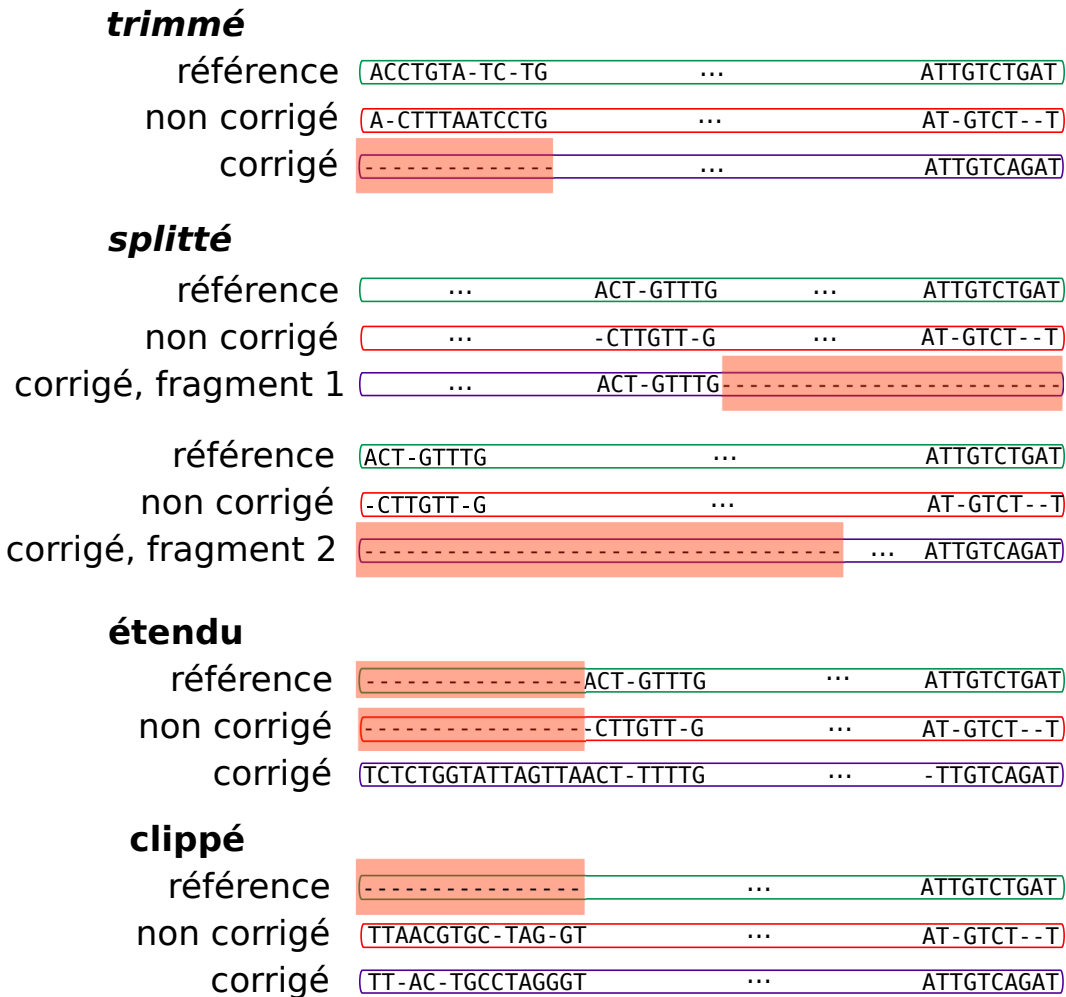 trimmé
référence ACCTGTA-TC-TG ... ATTGTCTGAT
non corrigé A-CTTTAATCCTG ... AT-GTCT--T
corrigé ------------- ... ATTGTCAGAT
splitté
référence ... ACT-GTTTG ... ATTGTCTGAT
non corrigé ... -CTTGTT-G ... AT-GTCT--T
corrigé, fragment 1 ... ACT-GTTTG------------------------- ATTGTCAGAT
référence ACT-GTTTG ... ATTGTCTGAT
non corrigé -CTTGTT-G ... AT-GTCT--T
corrigé, fragment 2 ----------------------------------- ... ATTGTCAGAT
étendu
référence ----------------ACT-GTTTG ... ATTGTCTGAT
non corrigé -----------------CTTGTT-G ... AT-GTCT--T
corrigé TCTCTGGTATTAGTTAACT-TTTTG ... -TTGTCAGAT
clippé
référence ---------------- ... ATTGTCTGAT
non corrigé TTAACGTGC-TAG-GT ... AT-GTCT--T
corrigé TT-AC-TGCCTAGGGT ... ATTGTCAGAT